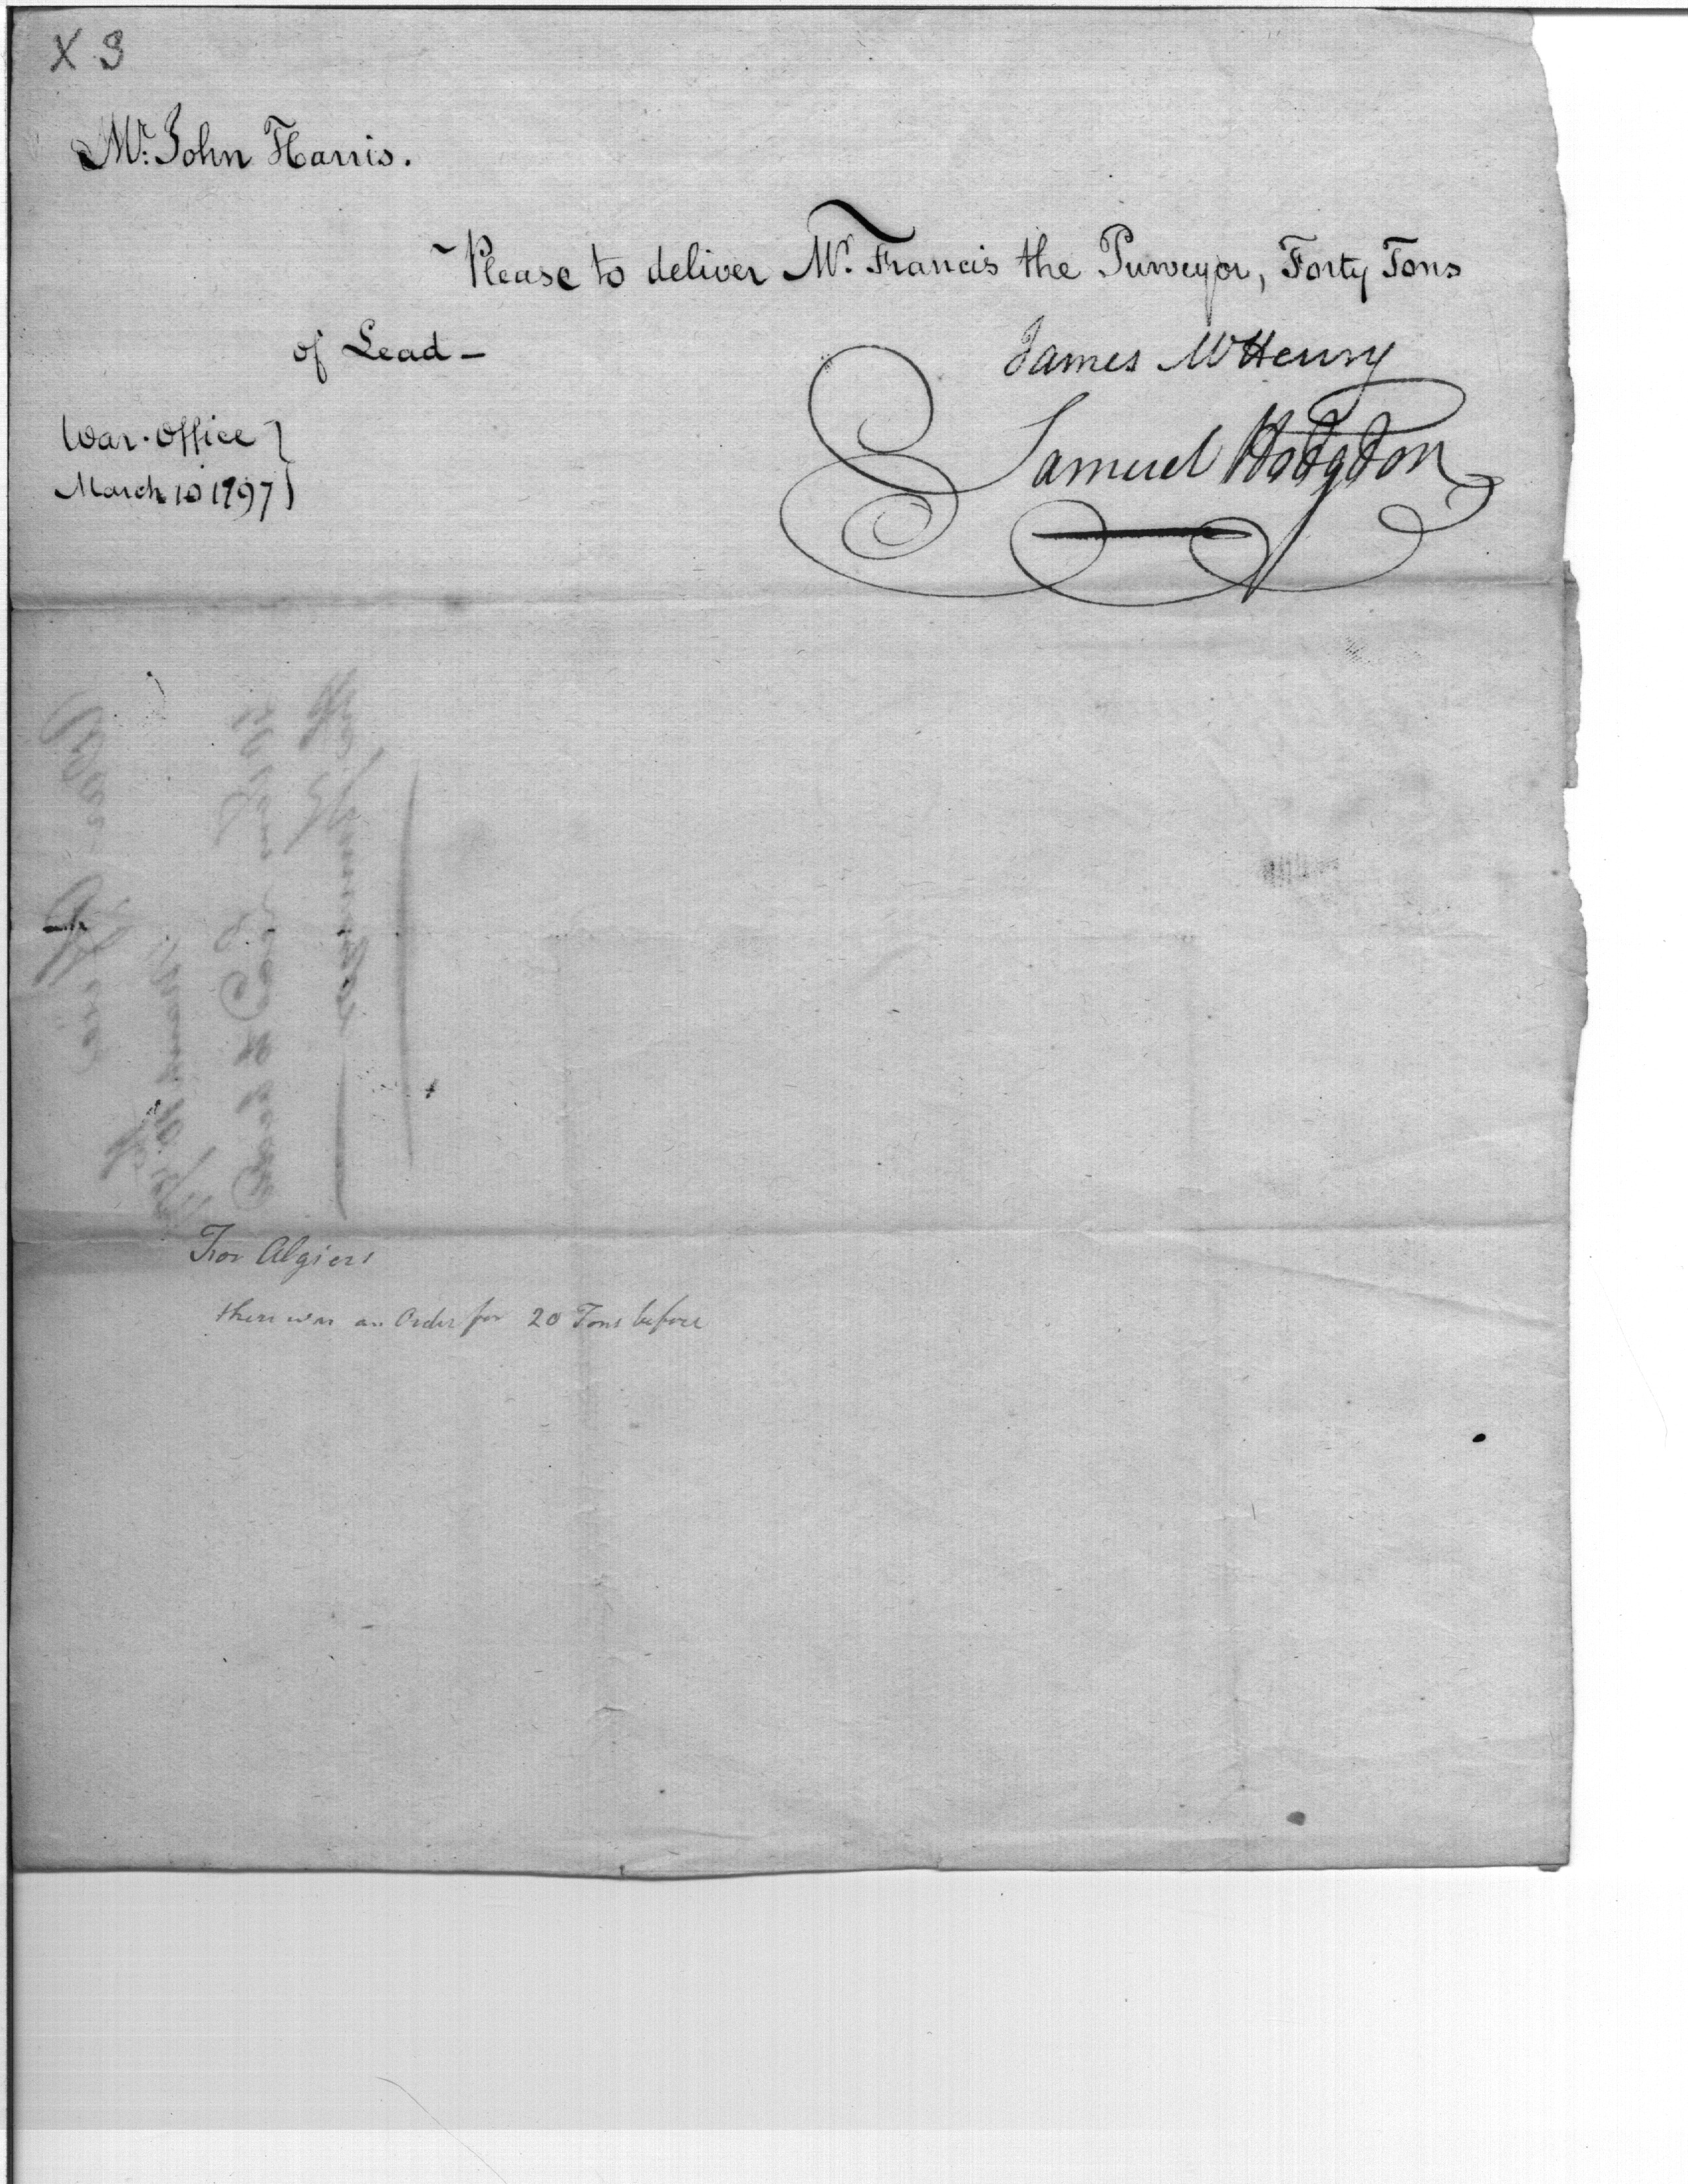 X 3
Mr. John Harris.
Please to deliver Mr. Francis the Purveyor, Forty Tons
of Lead -
James McHenry
Samuel Hodgdon
War-office }
March 10 1797 }
For Algiers
there was an Order for 20 Tons before